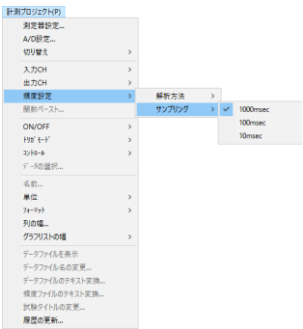 計測プロジェクト(P)
測定器設定...
A/D設定...
切り替え
入力CH
出力CH
頻度設定
解析方法
サンプリング
1000msec
100msec
10msec
関数ペースト...
ON/OFF
ﾄﾘｶﾞﾓｰﾄﾞ
ｺﾝﾄﾛｰﾙ
ﾃﾞｰﾀの選択...
名前...
単位
ﾌｫｰﾏｯﾄ
列の幅...
グラフリストの幅
データファイルを表示
データファイル名の変更...
データファイルのテキスト変換...
頻度ファイルのテキスト変換...
試験タイトルの変更...
履歴の更新...